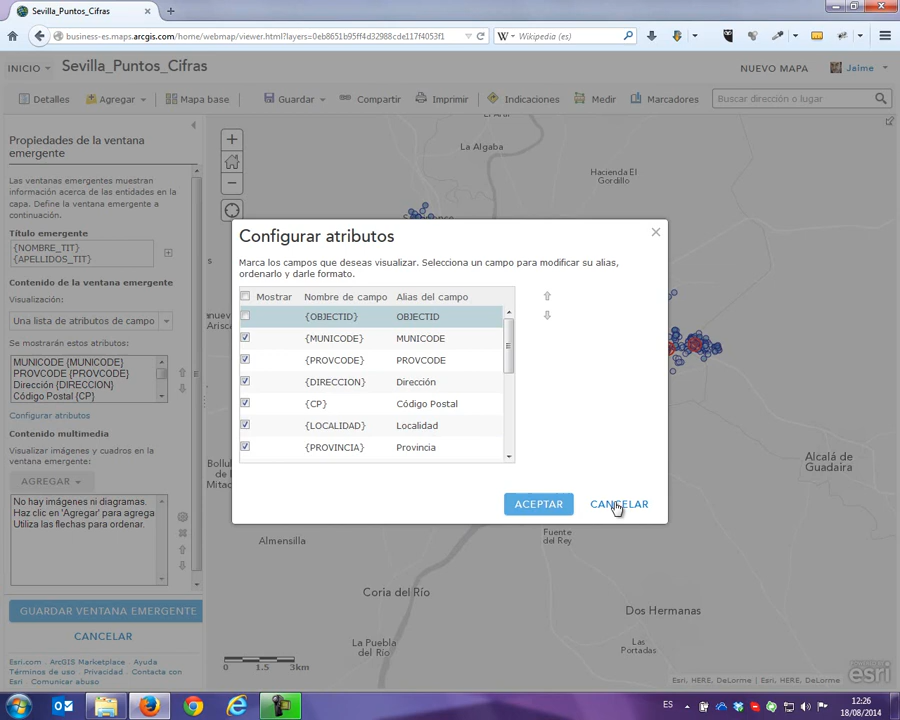 Sevilla_Puntos_Cifras
business-es.maps.arcgis.com/home/webmap/viewer.html?layers=0eb8651b95ff4d32988cde117f4053f1
Wikipedia (es)
INICIO
Sevilla_Puntos_Cifras
NUEVO MAPA
Jaime
Detalles
Agregar
Mapa base
Guardar
Compartir
Imprimir
Indicaciones
Medir
Marcadores
Buscar dirección o lugar
Propiedades de la ventana
emergente
Las ventanas emergentes muestran
información acerca de las entidades en la
capa. Define la ventana emergente a
continuación.
Título emergente
{NOMBRE_TIT}
{APELLIDOS_TIT}
Contenido de la ventana emergente
Visualización:
Una lista de atributos de campo
Se mostrarán estos atributos:
MUNICODE {MUNICODE}
PROVCODE {PROVCODE}
Dirección {DIRECCION}
Código Postal {CP}
Configurar atributos
Contenido multimedia
Visualizar imágenes y cuadros en la
ventana emergente:
AGREGAR
No hay imágenes ni diagramas.
Haz clic en 'Agregar' para agrega
Utiliza las flechas para ordenar.
GUARDAR VENTANA EMERGENTE
CANCELAR
Esri.com . ArcGIS Marketplace . Ayuda
Términos de uso . Privacidad . Contacta con
Esri . Comunicar abuso
La Algaba
Hacienda El
Gordillo
Configurar atributos
Marca los campos que deseas visualizar. Selecciona un campo para modificar su alias,
ordenarlo y darle formato.
Mostrar Nombre de campo Alias del campo
{OBJECTID} OBJECTID
{MUNICODE} MUNICODE
{PROVCODE} PROVCODE
{DIRECCION} Dirección
{CP} Código Postal
{LOCALIDAD} Localidad
{PROVINCIA} Provincia
ACEPTAR
CANCELAR
Alcalá de
Guadaira
Almensilla
Fuente
del Rey
Coria del Río
Dos Hermanas
La Puebla
del Río
Las
Portadas
0 1.5 3km
Esri, HERE, DeLorme | Esri, HERE, DeLorme
esri
ES
12:26
18/08/2014